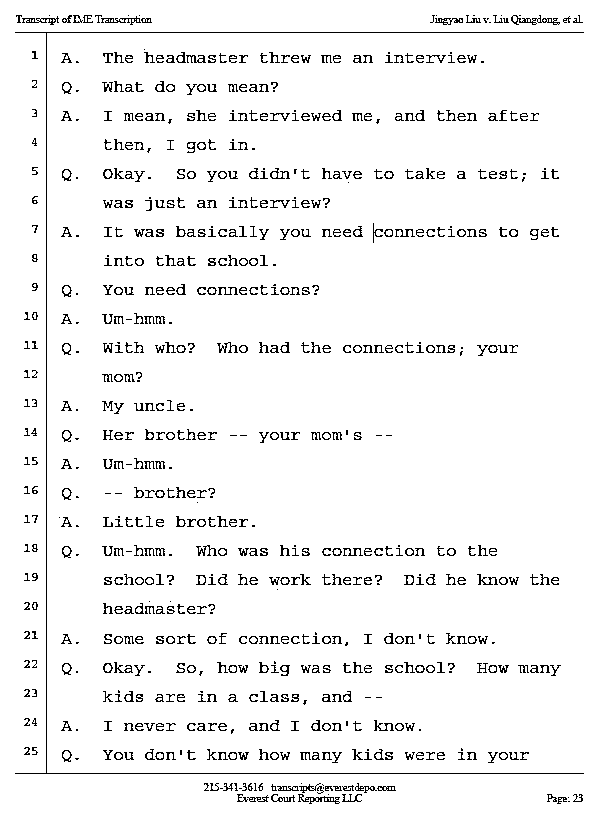 Transcript of IME Transcription Jingyao Liu v. Liu Qiangdong, et al.
1 A. The headmaster threw me an interview.
2 Q. What do you mean?
3 A. I mean, she interviewed me, and then after
4 then, I got in.
5 Q. Okay. So you didn't have to take a test; it
6 was just an interview?
7 A. It was basically you need connections to get
8 into that school.
9 Q. You need connections?
10 A. Um-hmm.
11 Q. With who? Who had the connections; your
12 mom?
13 A. My uncle.
14 Q. Her brother -- your mom's --
15 A. Um-hmm.
16 Q. -- brother?
17 A. Little brother.
18 Q. Um-hmm. Who was his connection to the
19 school? Did he work there? Did he know the
20 headmaster?
21 A. Some sort of connection, I don't know.
22 Q. Okay. So, how big was the school? How many
23 kids are in a class, and --
24 A. I never care, and I don't know.
25 Q. You don't know how many kids were in your
215-341-3616 transcripts@everestdepo.com
Everest Court Reporting LLC Page: 23